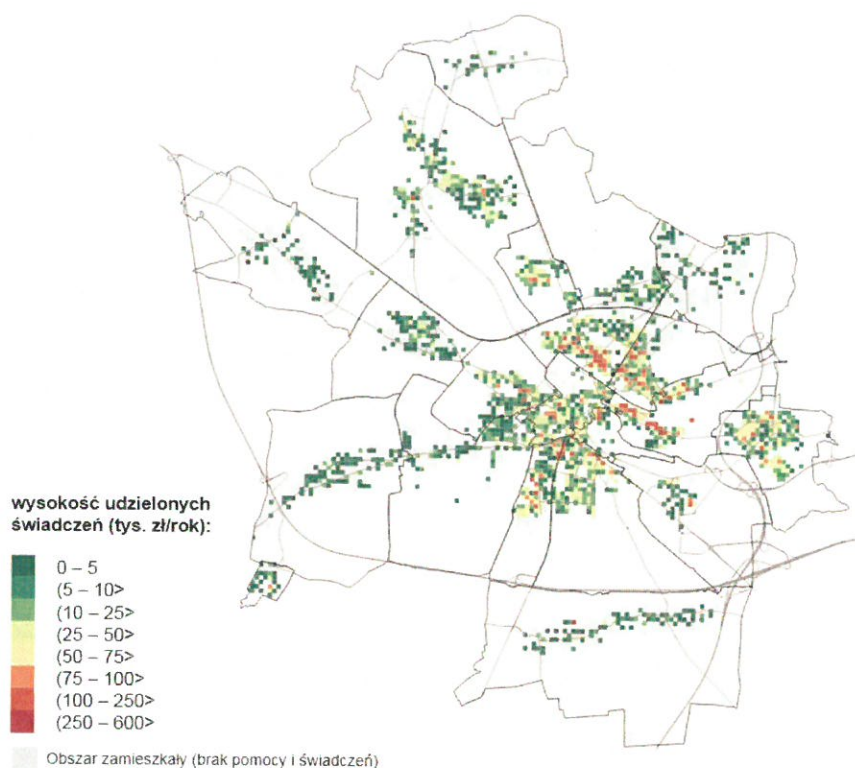 wysokość udzielonych
świadczeń (tys. zł/rok):
0 – 5
(5 – 10>
(10 – 25>
(25 – 50>
(50 – 75>
(75 – 100>
(100 – 250>
(250 – 600>
Obszar zamieszkały (brak pomocy i świadczeń)